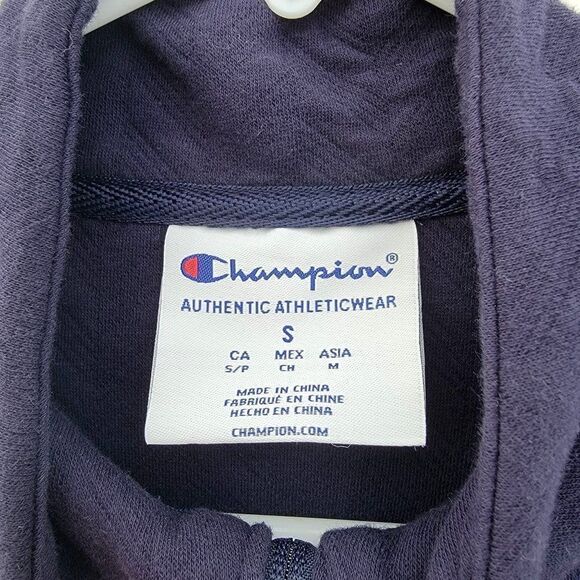 Champion®
AUTHENTIC ATHLETICWEAR
S
CA MEX ASIA
S/P CH M
MADE IN CHINA
FABRIQUÉ EN CHINE
HECHO EN CHINA
CHAMPION.COM